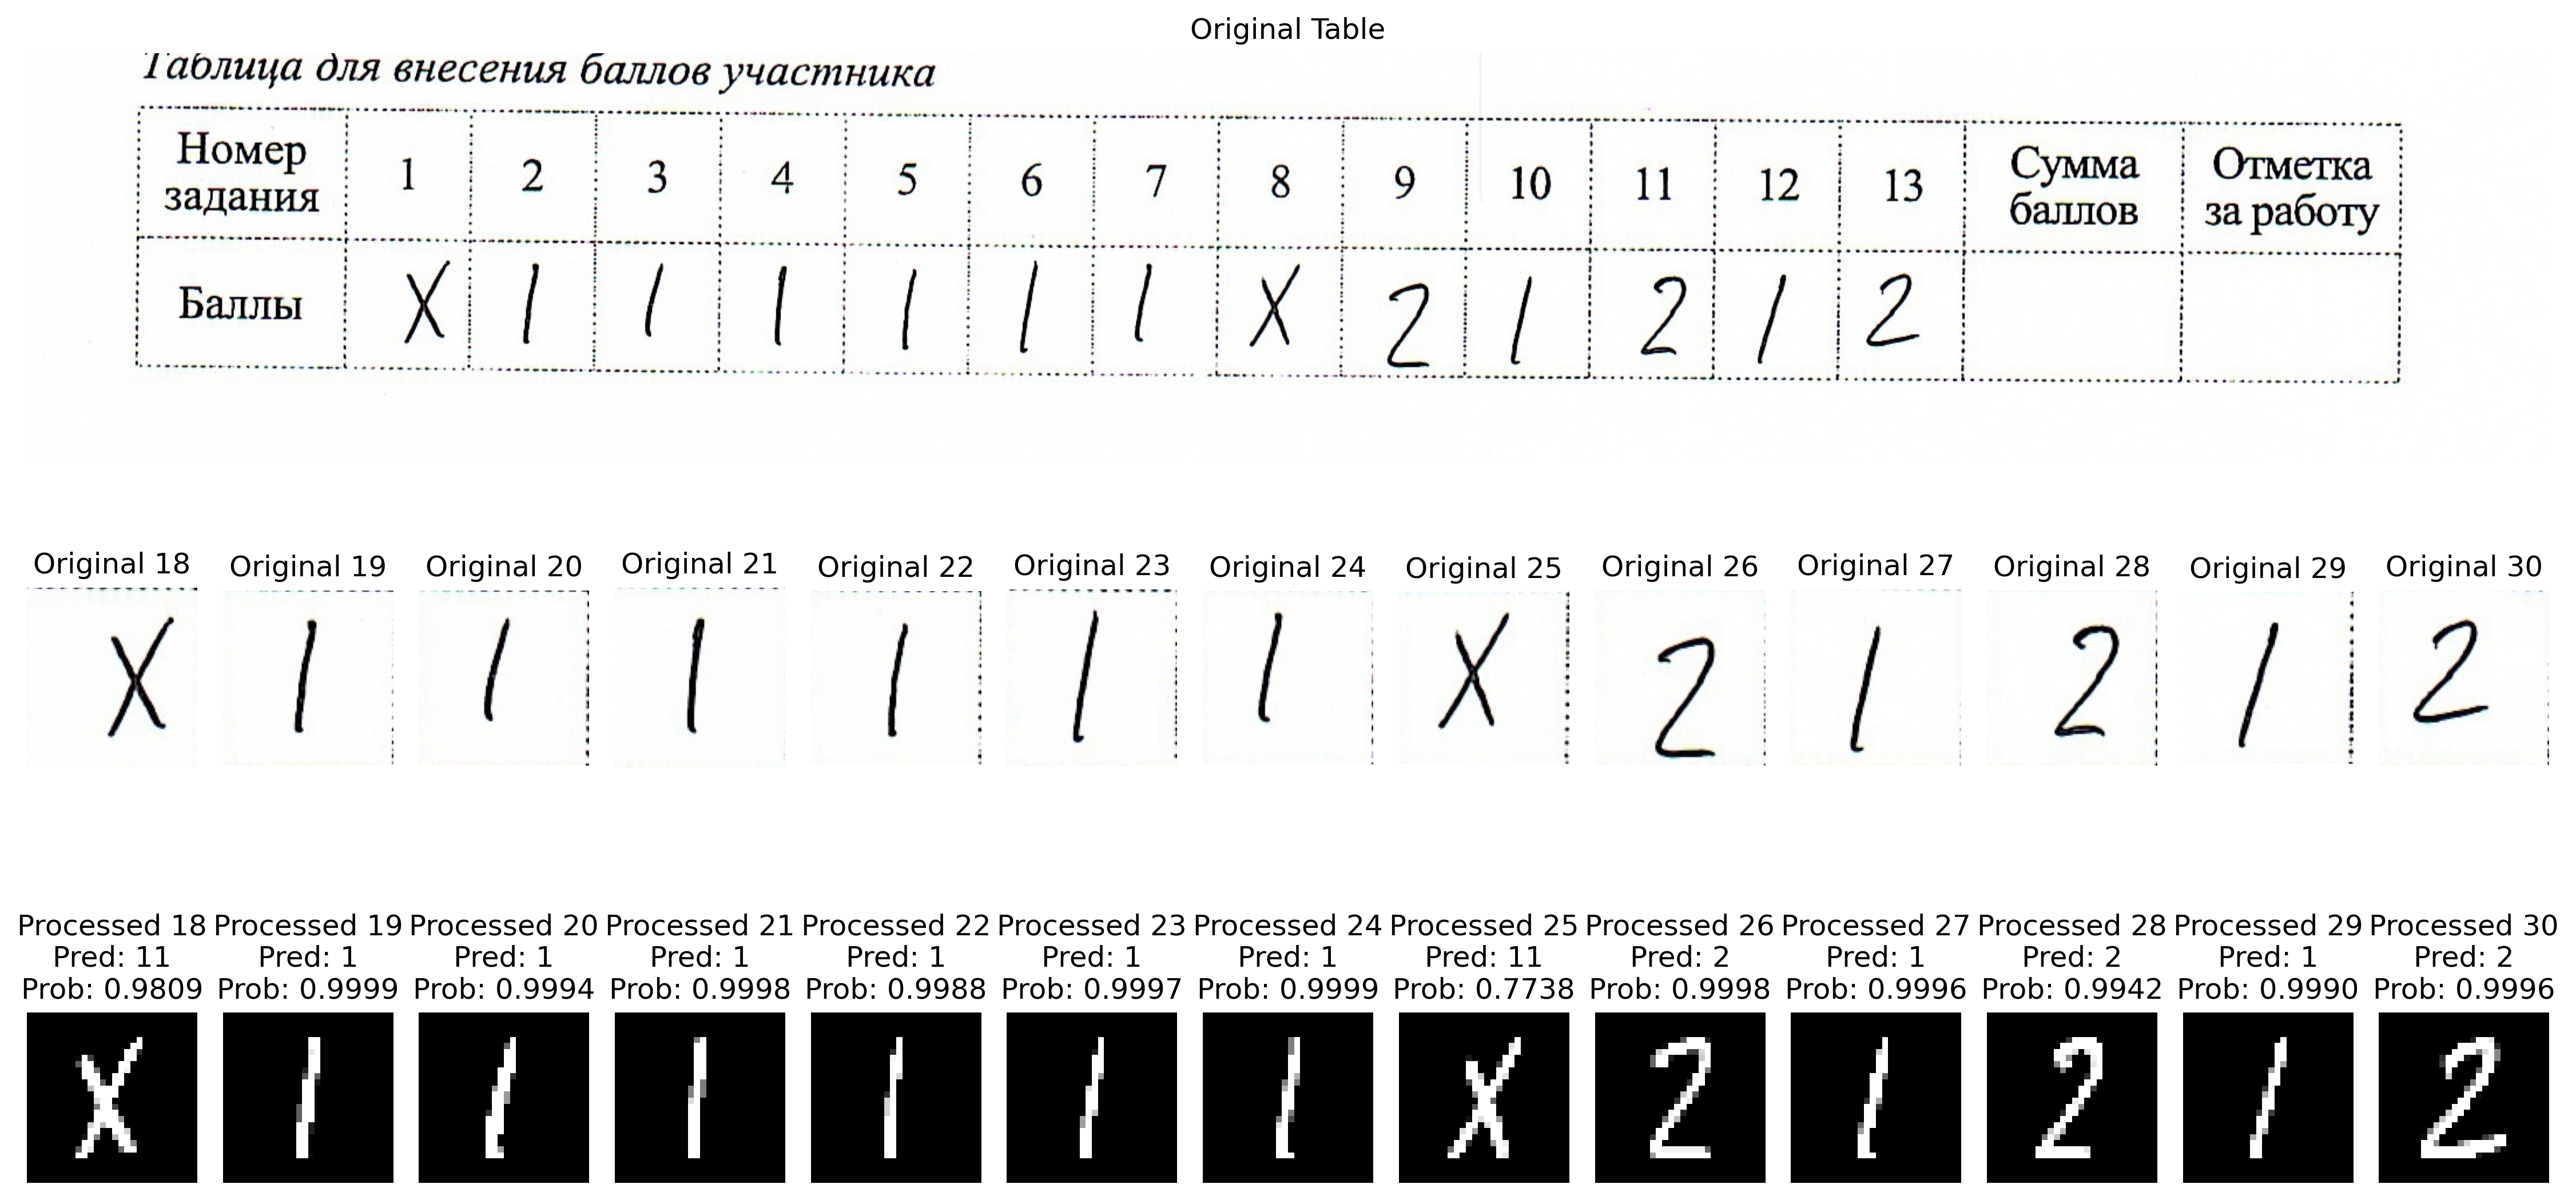 Original Table
Таблица для внесения баллов участника
Номер задания 1 2 3 4 5 6 7 8 9 10 11 12 13 Сумма баллов Отметка за работу
Баллы X 1 1 1 1 1 1 X 2 1 2 1 2
Original 18 Original 19 Original 20 Original 21 Original 22 Original 23 Original 24 Original 25 Original 26 Original 27 Original 28 Original 29 Original 30
X 1 1 1 1 1 1 X 2 1 2 1 2
Processed 18 Processed 19 Processed 20 Processed 21 Processed 22 Processed 23 Processed 24 Processed 25 Processed 26 Processed 27 Processed 28 Processed 29 Processed 30
Pred: 11 Pred: 1 Pred: 1 Pred: 1 Pred: 1 Pred: 1 Pred: 1 Pred: 11 Pred: 2 Pred: 1 Pred: 2 Pred: 1 Pred: 2
Prob: 0.9809 Prob: 0.9999 Prob: 0.9994 Prob: 0.9998 Prob: 0.9988 Prob: 0.9997 Prob: 0.9999 Prob: 0.7738 Prob: 0.9998 Prob: 0.9996 Prob: 0.9942 Prob: 0.9990 Prob: 0.9996
X 1 1 1 1 1 1 X 2 1 2 1 2